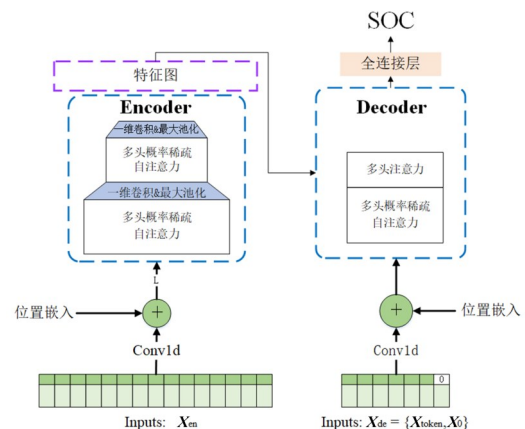 SOC
全连接层
特征图
Encoder
一维卷积&最大池化
多头概率稀疏
自注意力
一维卷积&最大池化
多头概率稀疏
自注意力
L
位置嵌入
+
Conv1d
Inputs: Xen
Decoder
多头注意力
多头概率稀疏
自注意力
+
位置嵌入
Conv1d
0
Inputs: Xde = {Xtoken,X0}